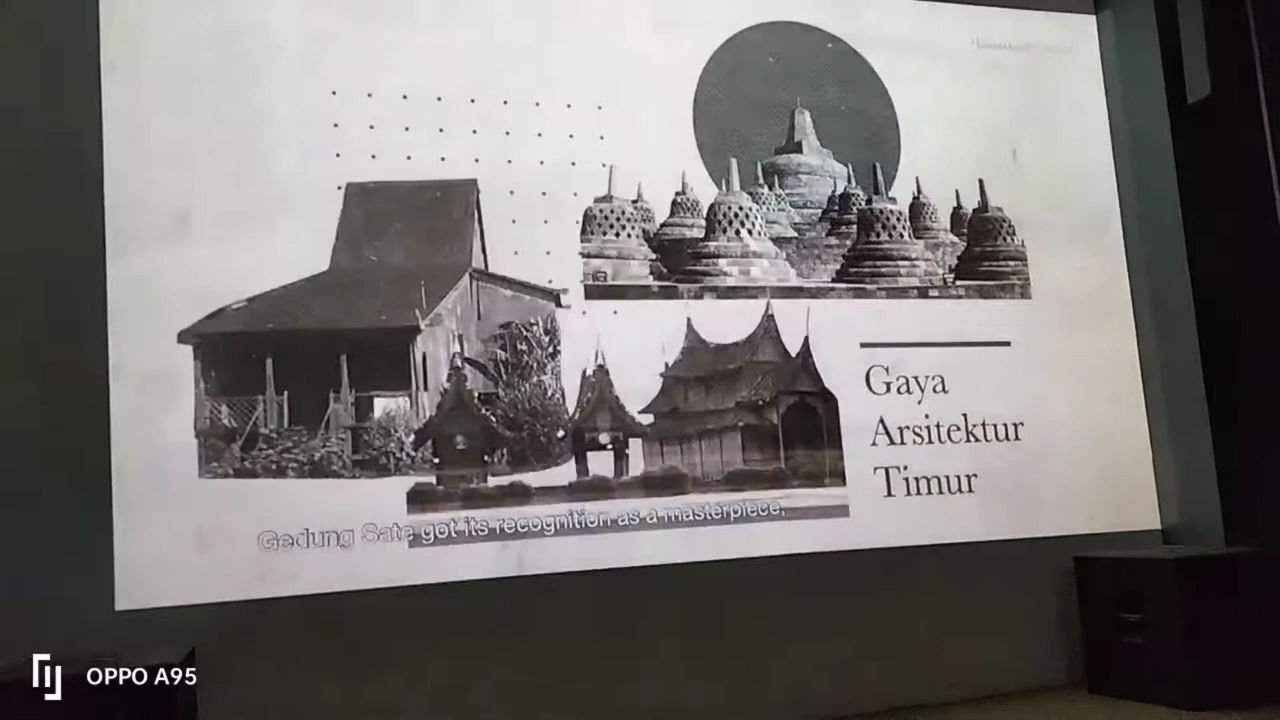 Gaya
Arsitektur
Timur
Gedung Sate got its recognition as a masterpiece,
OPPO A95